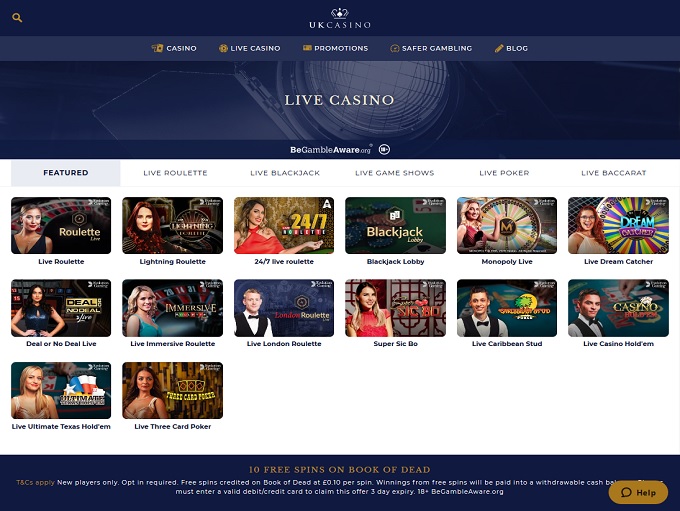 UKCASINO
CASINO LIVE CASINO PROMOTIONS SAFER GAMBLING BLOG
LIVE CASINO
BeGambleAware.org 18+
FEATURED LIVE ROULETTE LIVE BLACKJACK LIVE GAME SHOWS LIVE POKER LIVE BACCARAT
Roulette Live
LIGHTNING ROULETTE
24/7 ROULETTE
Blackjack Lobby
MONOPOLY
DREAM CATCHER
Live Roulette Lightning Roulette 24/7 live roulette Blackjack Lobby Monopoly Live Live Dream Catcher
DEAL OR NO DEAL Live
IMMERSIVE ROULETTE
London Roulette Live
SIC BO
CARIBBEAN STUD POKER
CASINO HOLD'EM
Deal or No Deal Live Live Immersive Roulette Live London Roulette Super Sic Bo Live Caribbean Stud Live Casino Hold'em
ULTIMATE
THREE CARD POKER
Live Ultimate Texas Hold'em Live Three Card Poker
10 FREE SPINS ON BOOK OF DEAD
T&Cs apply New players only. Opt in required. Free spins credited on Book of Dead at £0.10 per spin. Winnings from free spins will be paid into a withdrawable cash
must enter a valid debit/credit card to claim this offer 3 day expiry. 18+ BeGambleAware.org
Help